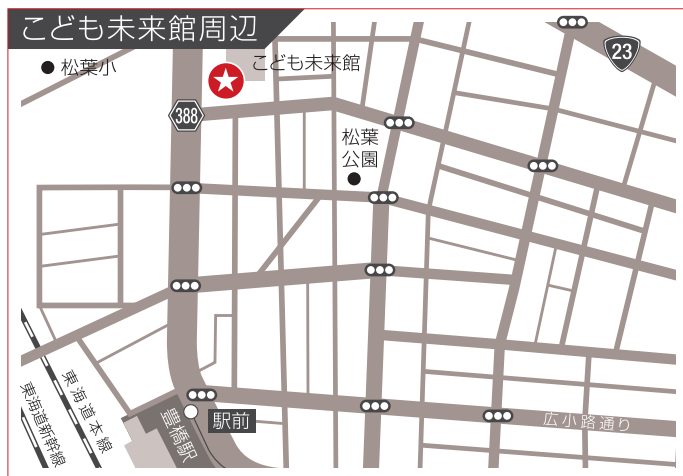 こども未来館周辺
松葉小
こども未来館
23
388
松葉
公園
東海道本線
東海道新幹線
豊橋駅
駅前
広小路通り